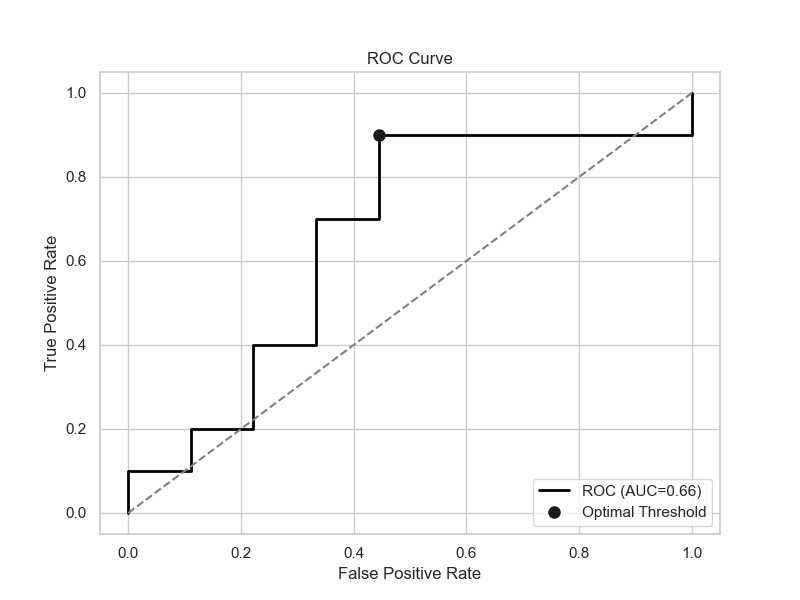 ROC Curve
1.0
0.8
0.6
0.4
0.2
0.0
True Positive Rate
0.0 0.2 0.4 0.6 0.8 1.0
False Positive Rate
ROC (AUC=0.66)
Optimal Threshold